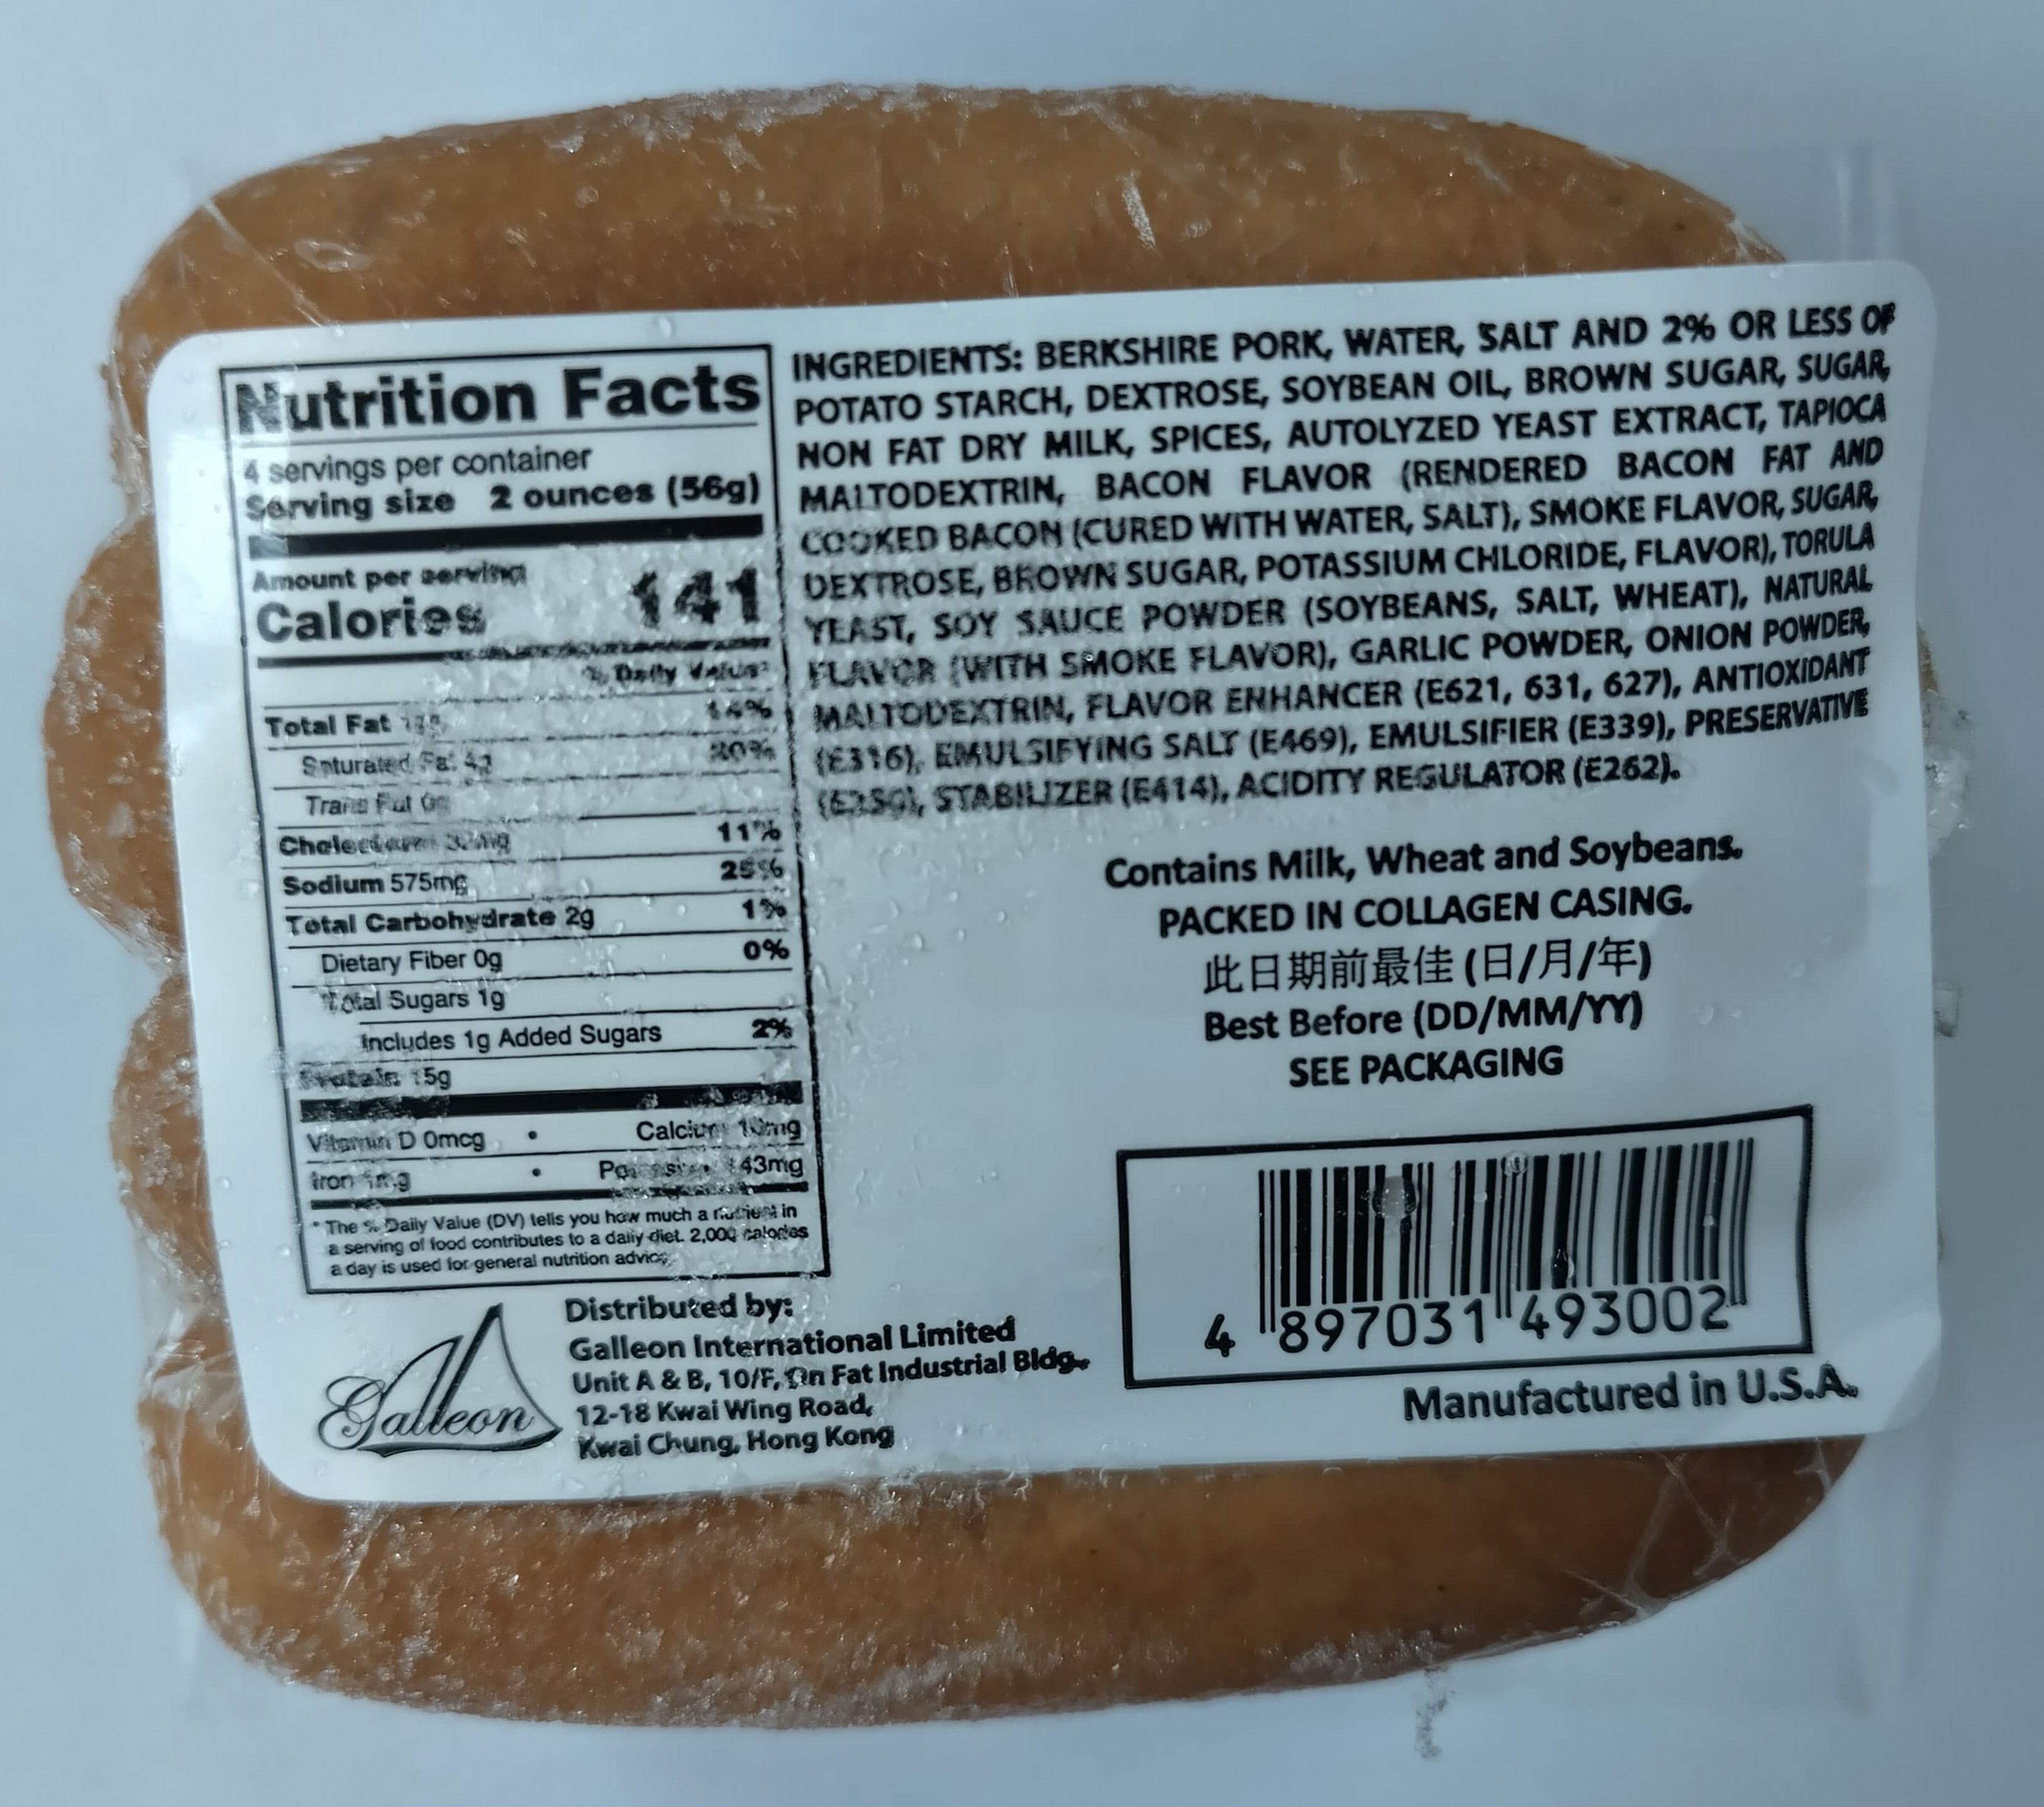 Nutrition Facts
4 servings per container
Serving size 2 ounces (56g)
Amount per serving
Calories 141
% Daily Value*
Total Fat 14%
Saturated Fat 4g 20%
Trans Fat 0g
Cholesterol 11%
Sodium 575mg 25%
Total Carbohydrate 2g 1%
Dietary Fiber 0g 0%
Total Sugars 1g
Includes 1g Added Sugars 2%
Protein
Vitamin D 0mcg • Calcium 10mg
Iron 1mg • Potassium
* The % Daily Value (DV) tells you how much a nutrient in
a serving of food contributes to a daily diet. 2,000 calories
a day is used for general nutrition advice.
INGREDIENTS: BERKSHIRE PORK, WATER, SALT AND 2% OR LESS OF
POTATO STARCH, DEXTROSE, SOYBEAN OIL, BROWN SUGAR, SUGAR,
NON FAT DRY MILK, SPICES, AUTOLYZED YEAST EXTRACT, TAPIOCA
MALTODEXTRIN, BACON FLAVOR (RENDERED BACON FAT AND
COOKED BACON (CURED WITH WATER, SALT), SMOKE FLAVOR, SUGAR,
DEXTROSE, BROWN SUGAR, POTASSIUM CHLORIDE, FLAVOR), TORULA
YEAST, SOY SAUCE POWDER (SOYBEANS, SALT, WHEAT), NATURAL
FLAVOR (WITH SMOKE FLAVOR), GARLIC POWDER, ONION POWDER,
MALTODEXTRIN, FLAVOR ENHANCER (E621, 631, 627), ANTIOXIDANT
(E316), EMULSIFYING SALT (E469), EMULSIFIER (E339), PRESERVATIVE
(E250), STABILIZER (E414), ACIDITY REGULATOR (E262).
Contains Milk, Wheat and Soybeans.
PACKED IN COLLAGEN CASING.
此日期前最佳 (日/月/年)
Best Before (DD/MM/YY)
SEE PACKAGING
4 897031 493002
Manufactured in U.S.A.
Galleon
Distributed by:
Galleon International Limited
Unit A & B, 10/F, On Fat Industrial Bldg.,
12-18 Kwai Wing Road,
Kwai Chung, Hong Kong